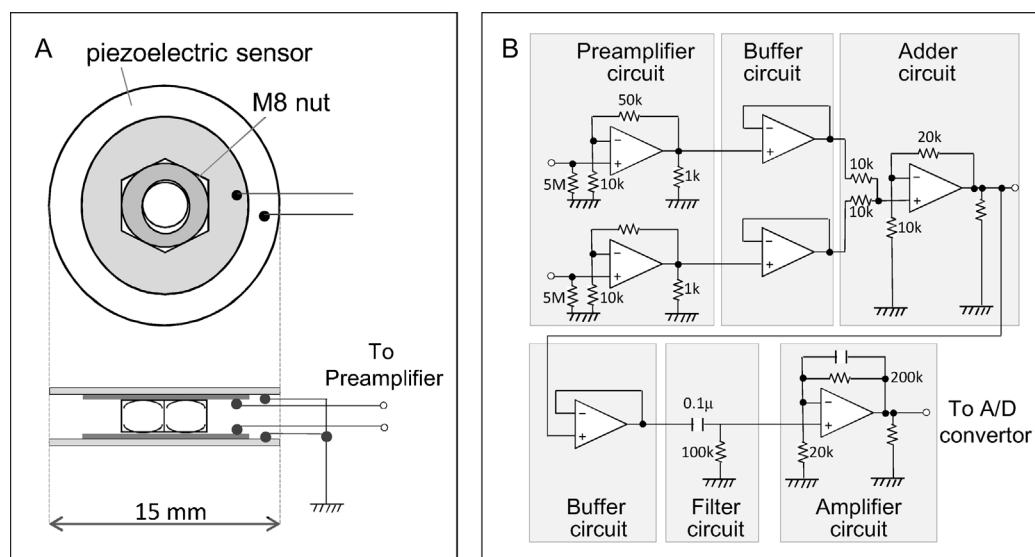 A
piezoelectric sensor
M8 nut
To
Preamplifier
15 mm
B
Preamplifier
circuit
Buffer
circuit
Adder
circuit
50k
−
+
5M
10k
1k
−
+
10k
10k
20k
−
+
10k
−
+
5M
10k
1k
−
+
−
+
0.1μ
100k
200k
−
+
20k
To A/D
convertor
Buffer
circuit
Filter
circuit
Amplifier
circuit